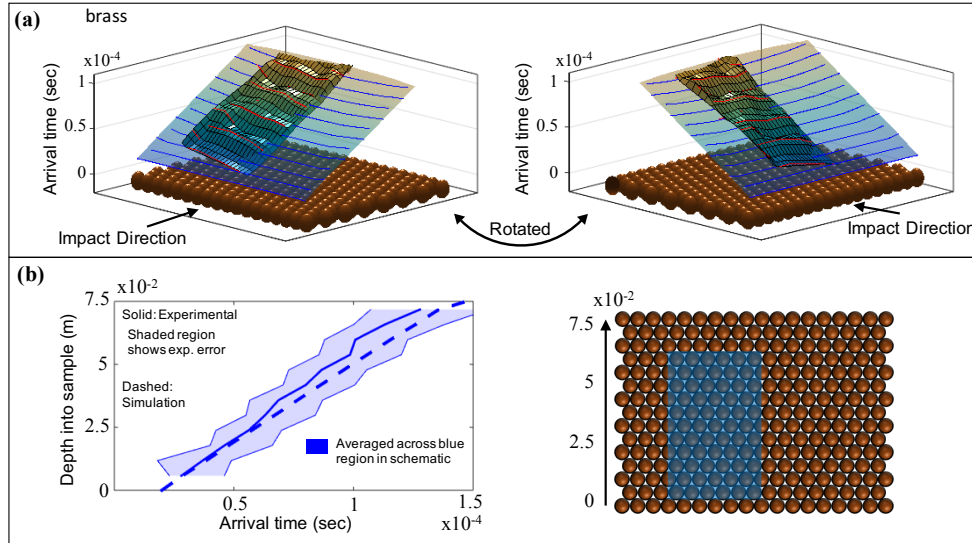 (a)
brass
x10⁻⁴
1
0.5
0
Arrival time (sec)
Impact Direction
Rotated
x10⁻⁴
1
0.5
0
Arrival time (sec)
Impact Direction
(b)
x10⁻²
7.5
5
2.5
0
Depth into sample (m)
Solid: Experimental
Shaded region
shows exp. error
Dashed:
Simulation
Averaged across blue
region in schematic
0.5
1
1.5
x10⁻⁴
Arrival time (sec)
x10⁻²
7.5
5
2.5
0